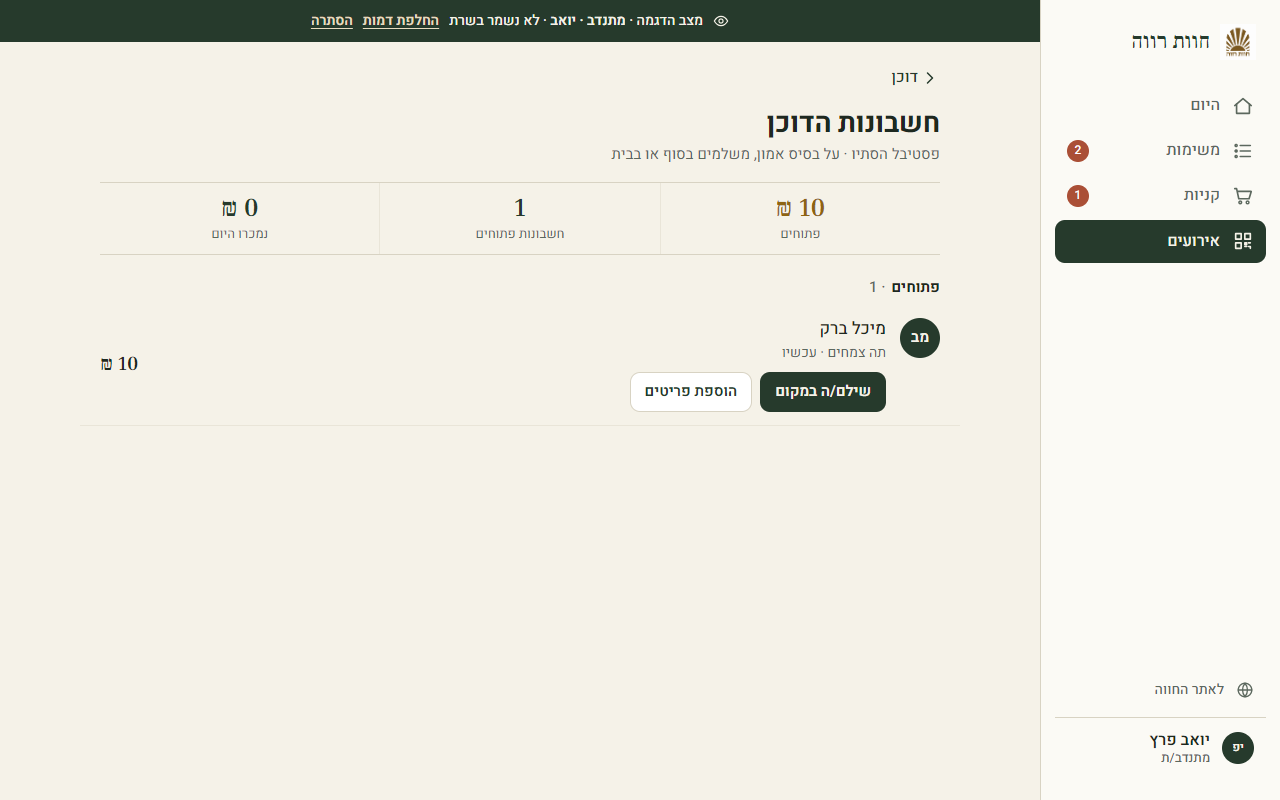 חוות רווה
היום
משימות 2
קניות 1
אירועים
לאתר החווה
יפ
יואב פרץ
מתנדב/ת
מצב הדגמה · מתנדב · יואב · לא נשמר בשרת החלפת דמות הסתרה
דוכן
חשבונות הדוכן
פסטיבל הסתיו · על בסיס אמון, משלמים בסוף או בבית
10 ₪
פתוחים
1
חשבונות פתוחים
0 ₪
נמכרו היום
פתוחים · 1
מב
מיכל ברק
תה צמחים · עכשיו
10 ₪
שילם/ה במקום
הוספת פריטים